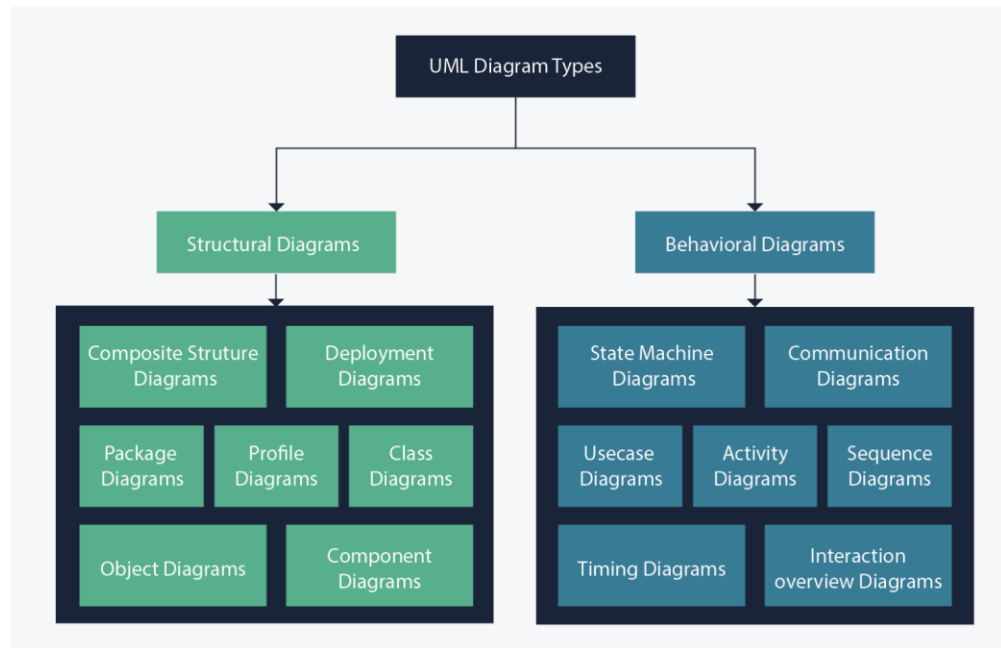 UML Diagram Types
Structural Diagrams
Behavioral Diagrams
Composite Struture
Diagrams
Deployment
Diagrams
Package
Diagrams
Profile
Diagrams
Class
Diagrams
Object Diagrams
Component
Diagrams
State Machine
Diagrams
Communication
Diagrams
Usecase
Diagrams
Activity
Diagrams
Sequence
Diagrams
Timing Diagrams
Interaction
overview Diagrams